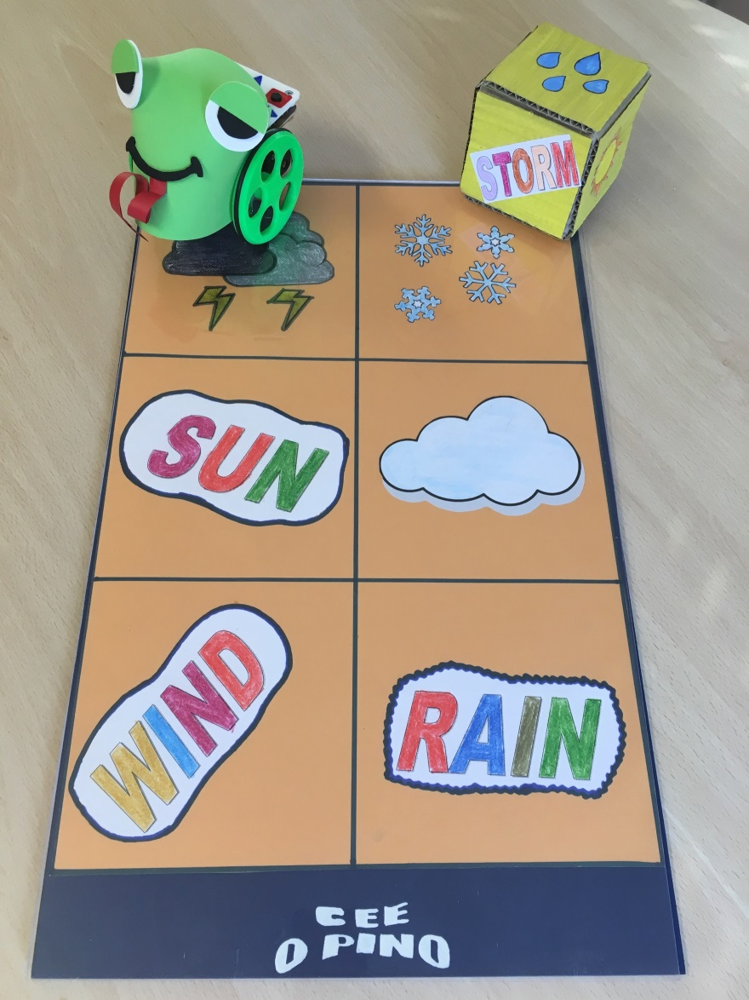 STORM
SUN
WIND
RAIN
CEE
O PINO